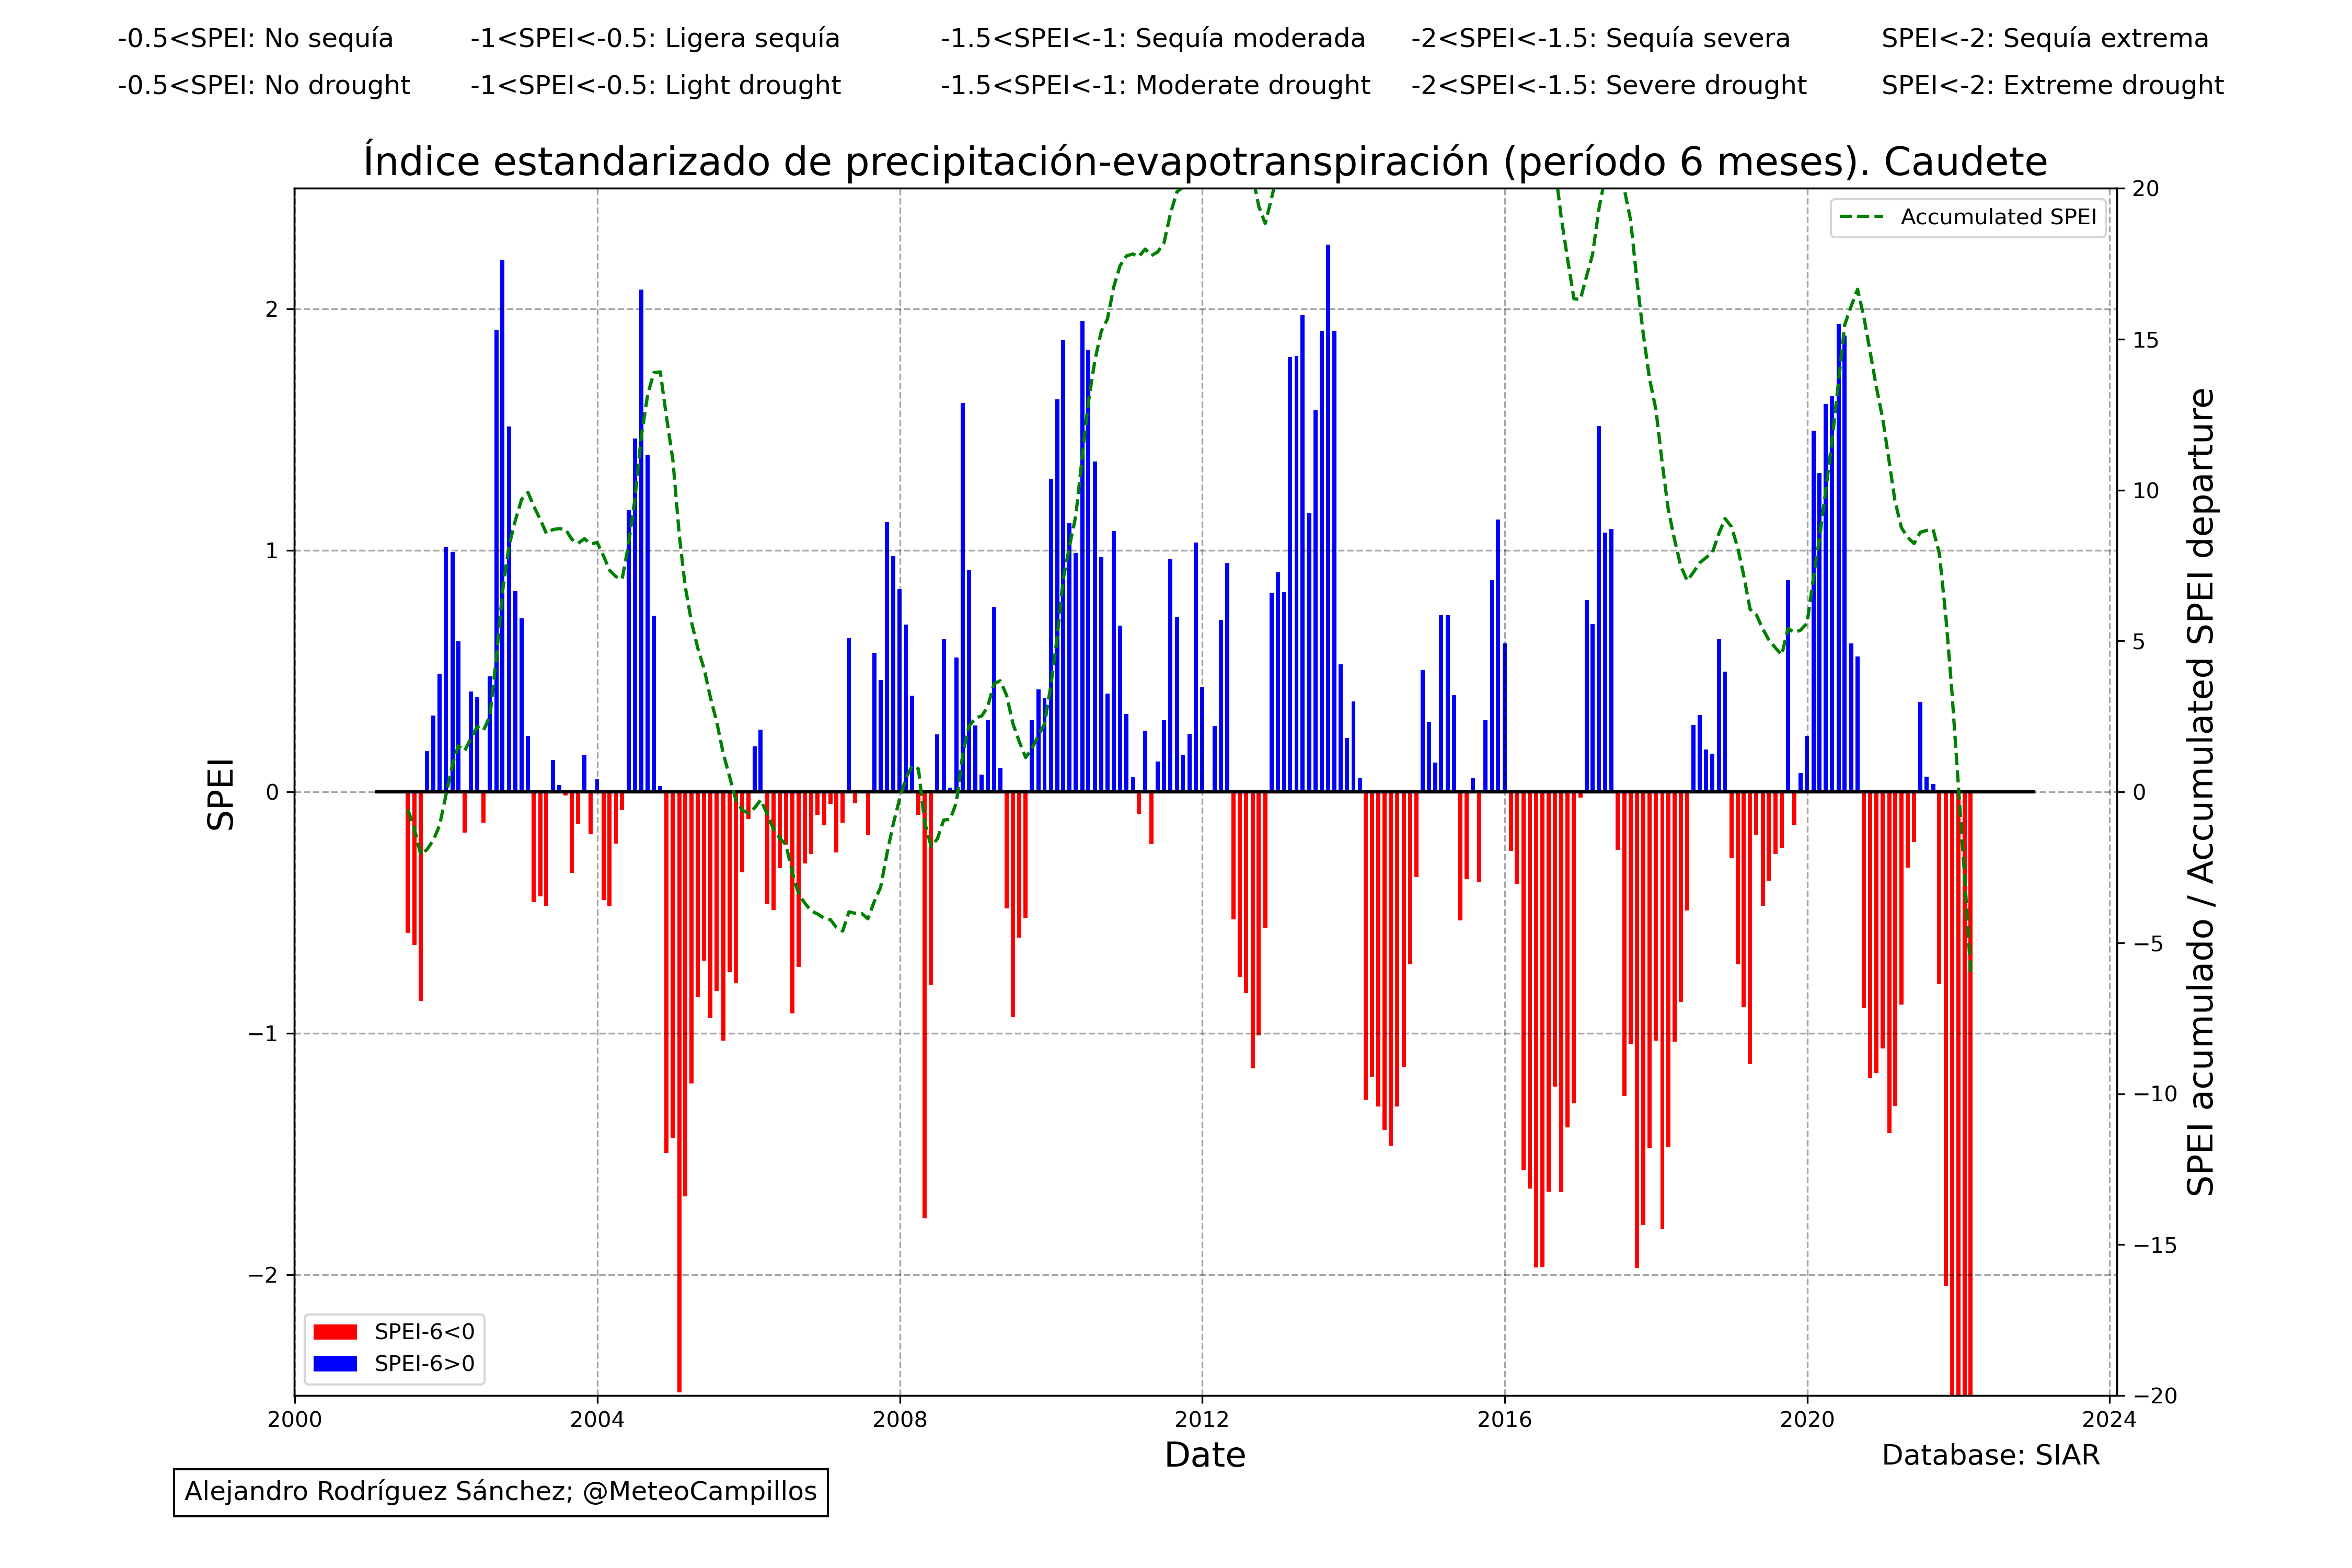 -0.5<SPEI: No sequía -1<SPEI<-0.5: Ligera sequía -1.5<SPEI<-1: Sequía moderada -2<SPEI<-1.5: Sequía severa SPEI<-2: Sequía extrema
-0.5<SPEI: No drought -1<SPEI<-0.5: Light drought -1.5<SPEI<-1: Moderate drought -2<SPEI<-1.5: Severe drought SPEI<-2: Extreme drought
Índice estandarizado de precipitación-evapotranspiración (período 6 meses). Caudete
Accumulated SPEI
SPEI
2
1
0
−1
−2
20
15
10
5
0
−5
−10
−15
−20
SPEI acumulado / Accumulated SPEI departure
SPEI-6<0
SPEI-6>0
2000 2004 2008 2012 2016 2020 2024
Date
Database: SIAR
Alejandro Rodríguez Sánchez; @MeteoCampillos